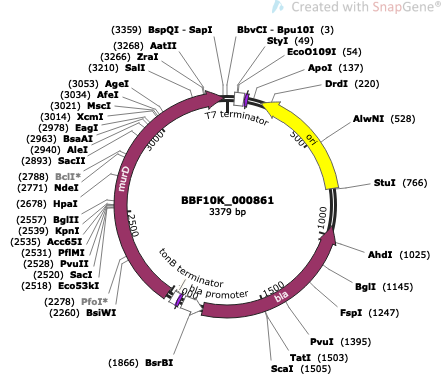 Created with SnapGene®
(3359) BspQI - SapI
(3268) AatII
(3266) ZraI
(3210) SalI
(3053) AgeI
(3034) AfeI
(3021) MscI
(3014) XcmI
(2978) EagI
(2963) BsaAI
(2940) AleI
(2893) SacII
(2788) BclI*
(2771) NdeI
(2678) HpaI
(2557) BglII
(2539) KpnI
(2535) Acc65I
(2531) PflMI
(2528) PvuII
(2520) SacI
(2518) Eco53kI
(2278) PfoI*
(2260) BsiWI
(1866) BsrBI
BbvCI - Bpu10I (3)
StyI (49)
EcoO109I (54)
ApoI (137)
DrdI (220)
AlwNI (528)
StuI (766)
AhdI (1025)
BglI (1145)
FspI (1247)
PvuI (1395)
TatI (1503)
ScaI (1505)
T7 terminator
ori
500
1000
1500
bla
bla promoter
tonB terminator
2500
murD
3000
BBF10K_000861
3379 bp